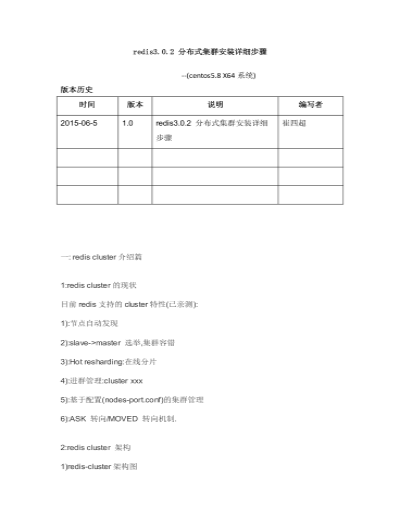 redis3.0.2 分布式集群安装详细步骤
--(centos5.8 X64 系统)
版本历史
时间 版本 说明 编写者
2015-06-5 1.0 redis3.0.2 分布式集群安装详细 崔四超
步骤
一: redis cluster 介绍篇
1:redis cluster 的现状
目前 redis 支持的 cluster 特性(已亲测):
1):节点自动发现
2):slave->master 选举,集群容错
3):Hot resharding:在线分片
4):进群管理:cluster xxx
5):基于配置(nodes-port.conf)的集群管理
6):ASK 转向/MOVED 转向机制.
2:redis cluster 架构
1)redis-cluster 架构图